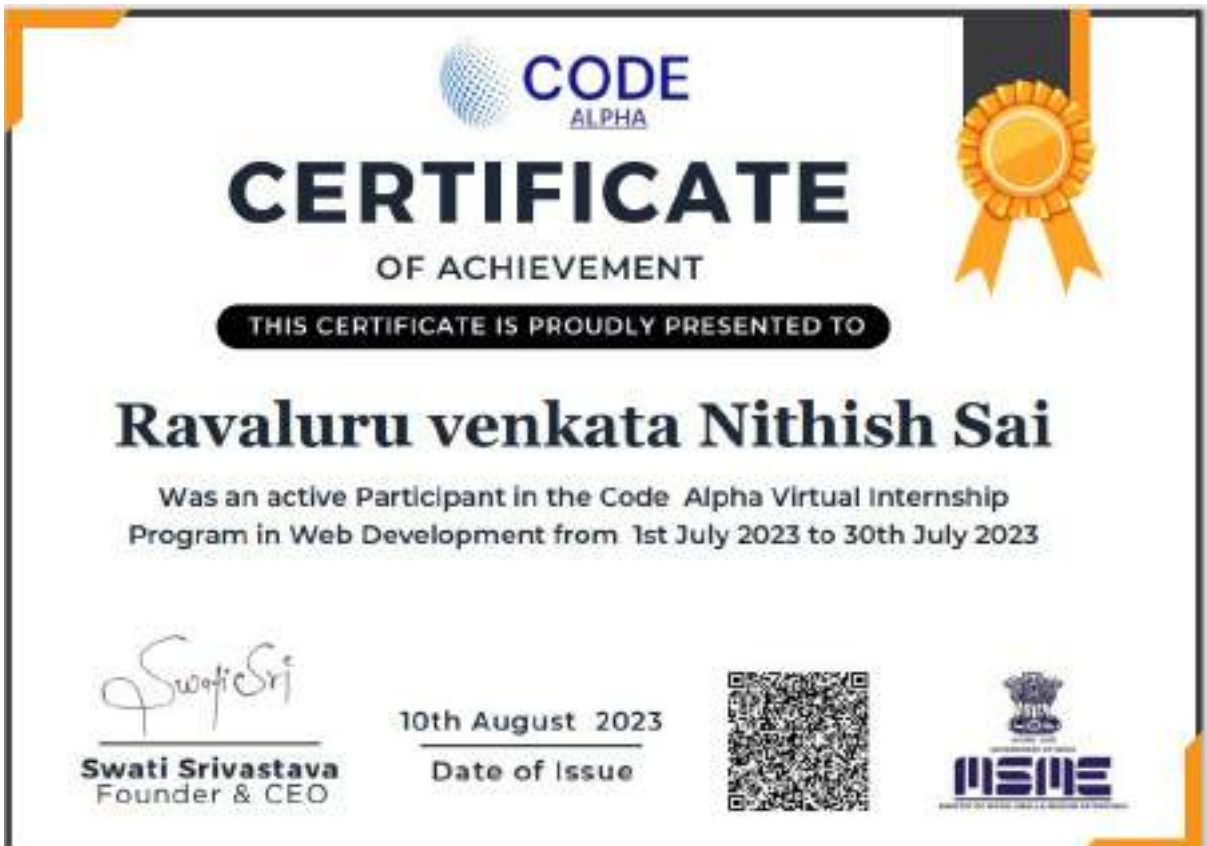 CODE
ALPHA
CERTIFICATE
OF ACHIEVEMENT
THIS CERTIFICATE IS PROUDLY PRESENTED TO
Ravaluru venkata Nithish Sai
Was an active Participant in the Code Alpha Virtual Internship
Program in Web Development from 1st July 2023 to 30th July 2023
SwatiSri
Swati Srivastava
Founder & CEO
10th August 2023
Date of Issue
MSME